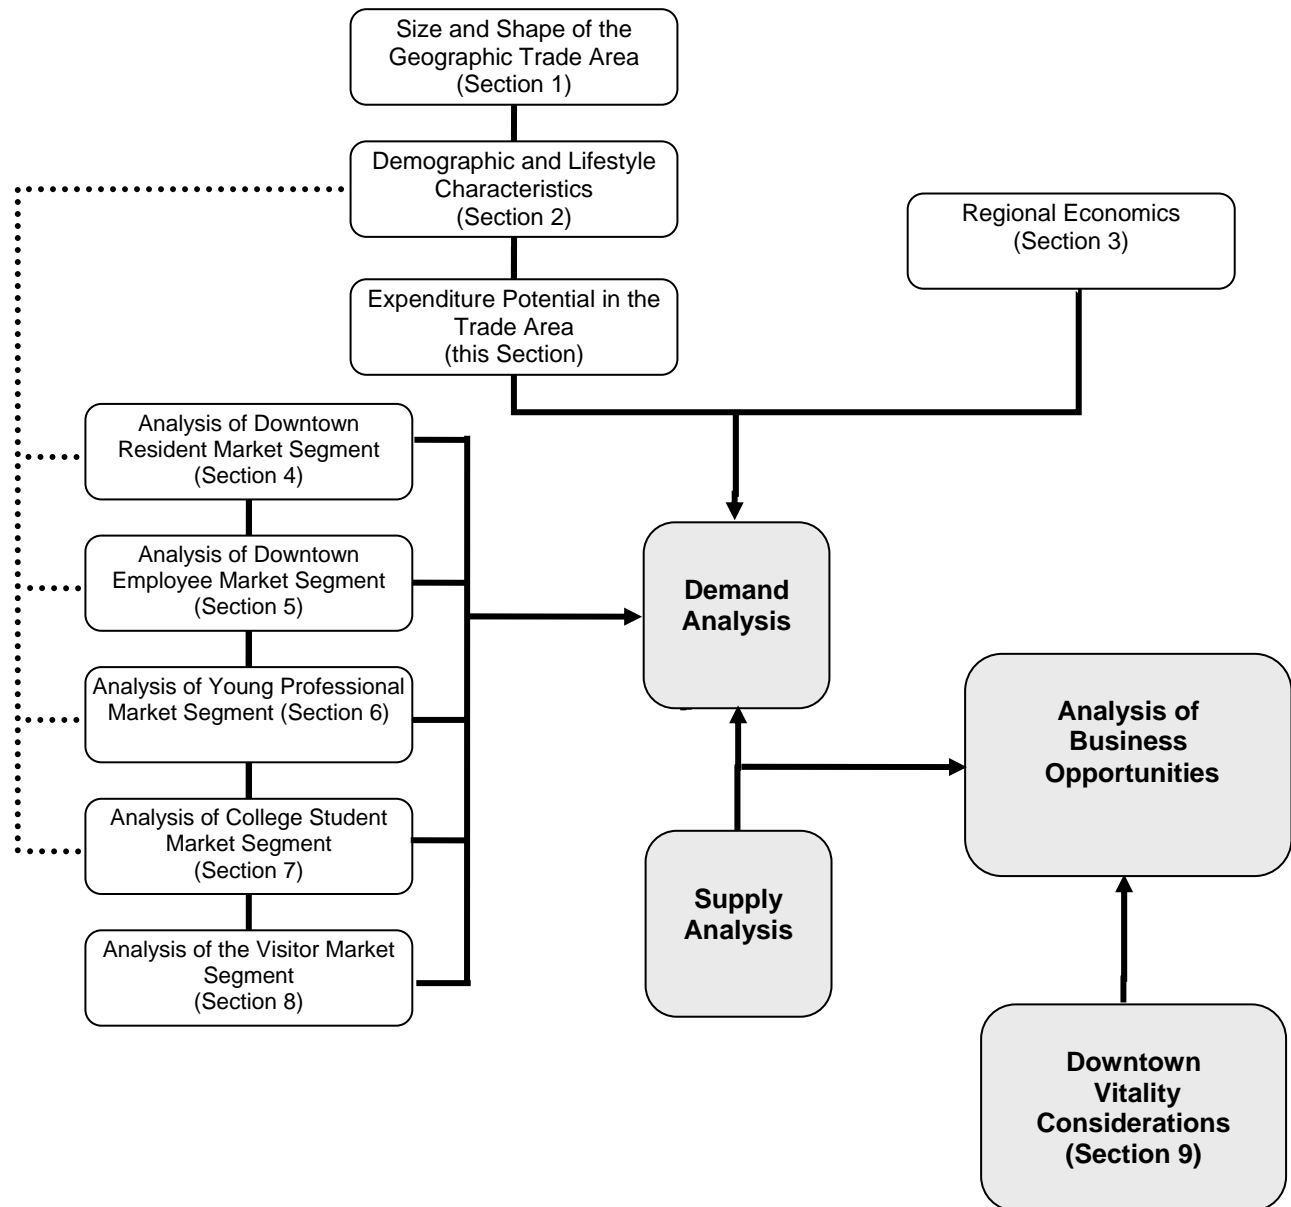 Size and Shape of the
Geographic Trade Area
(Section 1)
Demographic and Lifestyle
Characteristics
(Section 2)
Regional Economics
(Section 3)
Expenditure Potential in the
Trade Area
(this Section)
Analysis of Downtown
Resident Market Segment
(Section 4)
Analysis of Downtown
Employee Market Segment
(Section 5)
Analysis of Young Professional
Market Segment (Section 6)
Analysis of College Student
Market Segment
(Section 7)
Analysis of the Visitor Market
Segment
(Section 8)
Demand
Analysis
Supply
Analysis
Analysis of
Business
Opportunities
Downtown
Vitality
Considerations
(Section 9)